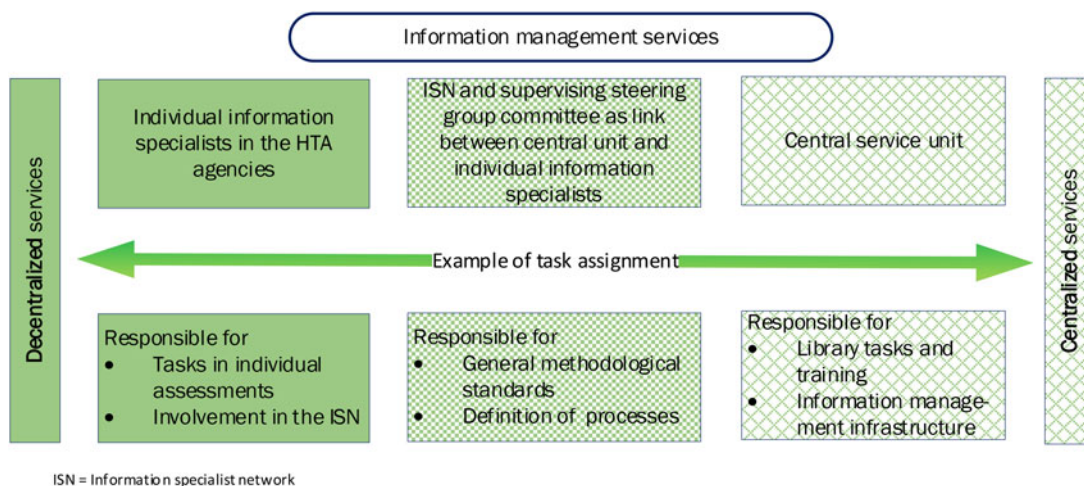 Information management services
Decentralized services
Individual information
specialists in the HTA
agencies
ISN and supervising steering
group committee as link
between central unit and
individual information
specialists
Central service unit
Centralized services
Example of task assignment
Responsible for
• Tasks in individual
assessments
• Involvement in the ISN
Responsible for
• General methodological
standards
• Definition of processes
Responsible for
• Library tasks and
training
• Information manage-
ment infrastructure
ISN = Information specialist network